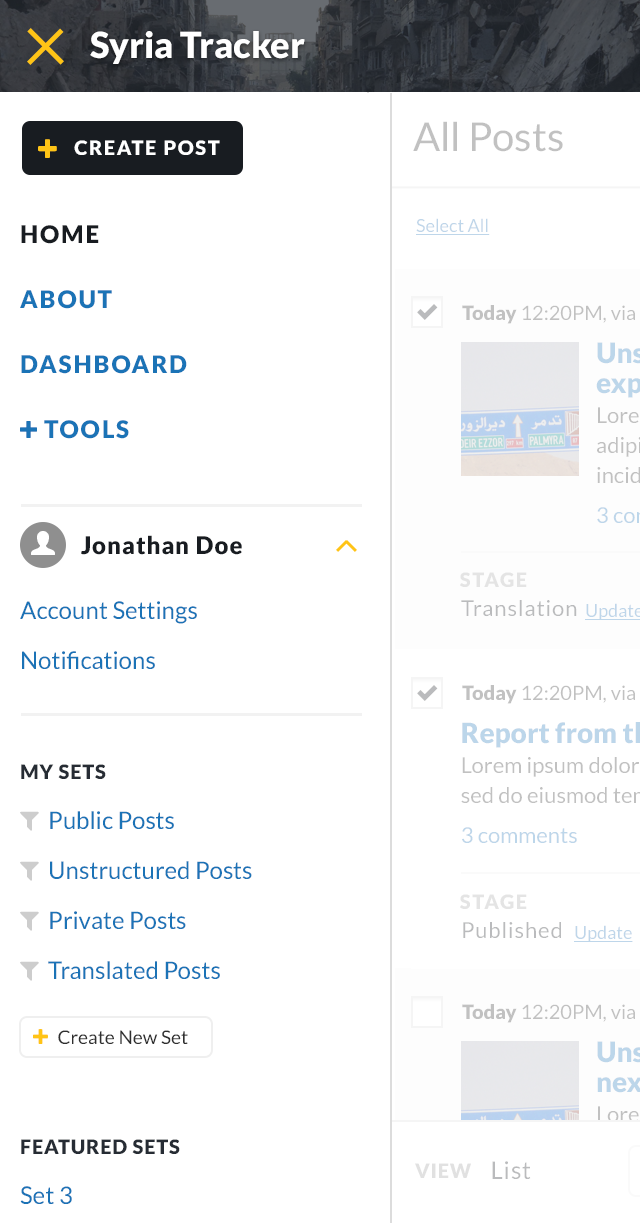 Syria Tracker
CREATE POST
HOME
ABOUT
DASHBOARD
TOOLS
Jonathan Doe
Account Settings
Notifications
MY SETS
Public Posts
Unstructured Posts
Private Posts
Translated Posts
Create New Set
FEATURED SETS
Set 3
All Posts
Select All
Today 12:20PM, via
Uns
exp
Lore
adipi
incid
3 cor
دير الزور تدمر
DEIR EZZOR PALMYRA
STAGE
Translation Update
Today 12:20PM, via
Report from th
Lorem ipsum dolor
sed do eiusmod ter
3 comments
STAGE
Published Update
Today 12:20PM, via
Uns
nex
Lore
VIEW List